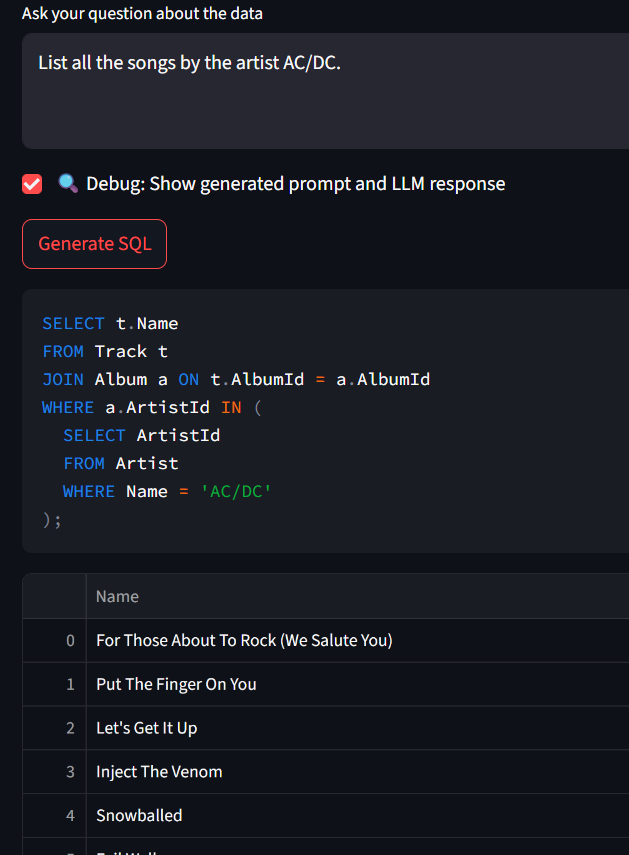 Ask your question about the data
List all the songs by the artist AC/DC.
Debug: Show generated prompt and LLM response
Generate SQL
SELECT t.Name
FROM Track t
JOIN Album a ON t.AlbumId = a.AlbumId
WHERE a.ArtistId IN (
  SELECT ArtistId
  FROM Artist
  WHERE Name = 'AC/DC'
);
Name
0 For Those About To Rock (We Salute You)
1 Put The Finger On You
2 Let's Get It Up
3 Inject The Venom
4 Snowballed